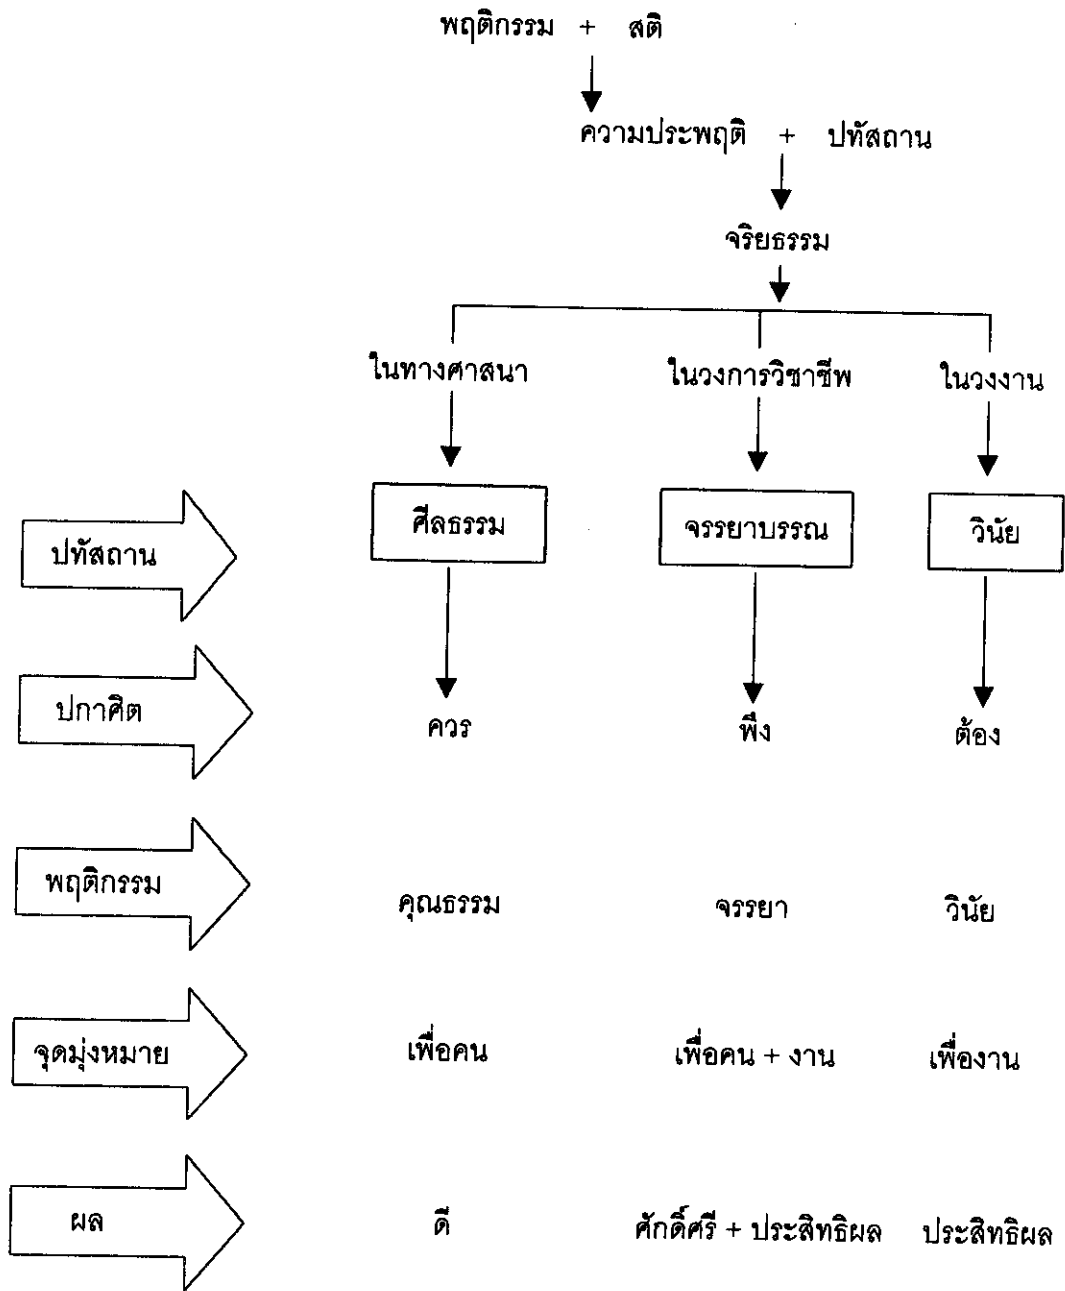 พฤติกรรม + สติ
ความประพฤติ + ปทัสถาน
จริยธรรม
ในทางศาสนา ในวงการวิชาชีพ ในวงงาน
ปทัสถาน ศีลธรรม จรรยาบรรณ วินัย
ปกาศิต ควร พึง ต้อง
พฤติกรรม คุณธรรม จรรยา วินัย
จุดมุ่งหมาย เพื่อคน เพื่อคน + งาน เพื่องาน
ผล ดี ศักดิ์ศรี + ประสิทธิผล ประสิทธิผล